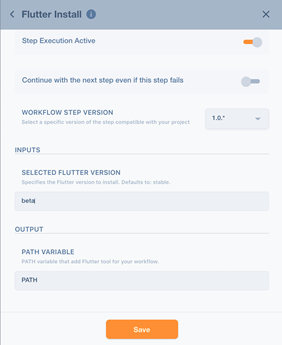 Flutter Install
Step Execution Active
Continue with the next step even if this step fails
WORKFLOW STEP VERSION
Select a specific version of the step compatible with your project
1.0.*
INPUTS
SELECTED FLUTTER VERSION
Specifies the Flutter version to install. Defaults to: stable.
beta
OUTPUT
PATH VARIABLE
PATH variable that add Flutter tool for your workflow.
PATH
Save